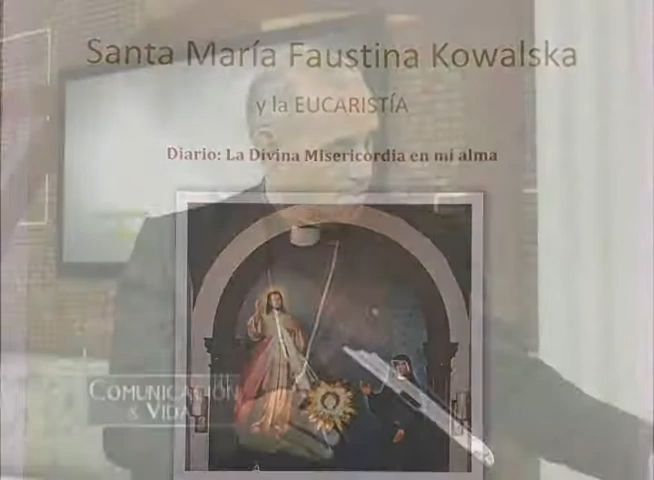 Santa María Faustina Kowalska
y la EUCARISTÍA
Diario: La Divina Misericordia en mi alma
COMUNICACIÓN
& VIDA